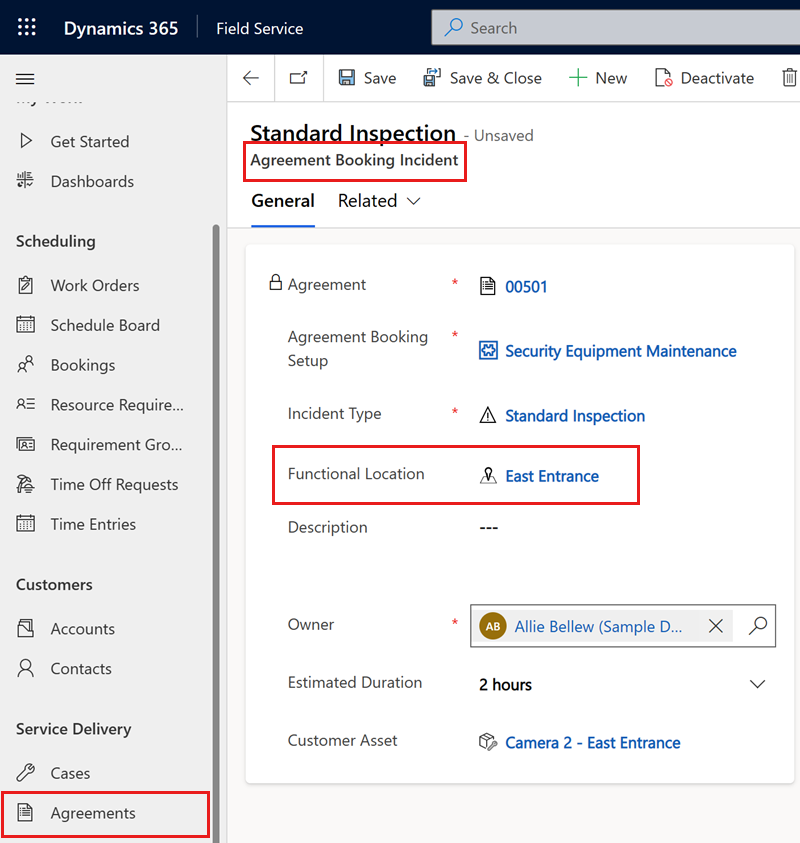 Dynamics 365
Field Service
Search
Save
Save & Close
New
Deactivate
Get Started
Dashboards
Scheduling
Work Orders
Schedule Board
Bookings
Resource Require...
Requirement Gro...
Time Off Requests
Time Entries
Customers
Accounts
Contacts
Service Delivery
Cases
Agreements
Standard Inspection - Unsaved
Agreement Booking Incident
General
Related
Agreement * 00501
Agreement Booking Setup * Security Equipment Maintenance
Incident Type * Standard Inspection
Functional Location East Entrance
Description ---
Owner * AB Allie Bellew (Sample D...
Estimated Duration 2 hours
Customer Asset Camera 2 - East Entrance